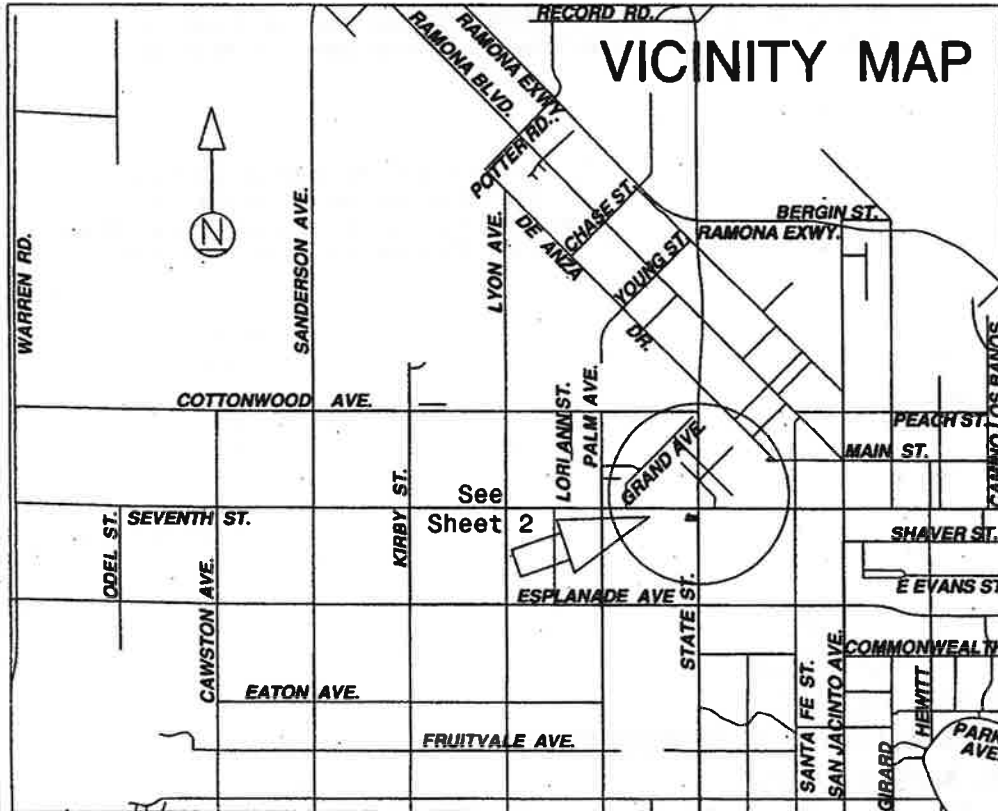 RECORD RD.
VICINITY MAP
RAMONA EXWY.
RAMONA BLVD.
POTTER RD.
CHASE ST.
DE ANZA
DR.
YOUNG ST.
BERGIN ST.
RAMONA EXWY.
WARREN RD.
N
SANDERSON AVE.
LYON AVE.
COTTONWOOD AVE.
LORI ANN ST.
PALM AVE.
GRAND AVE.
PEACH ST.
MAIN ST.
CAMINO LOS BANOS
KIRBY ST.
See
Sheet 2
ODEL ST.
SEVENTH ST.
SHAVER ST.
E EVANS ST
ESPLANADE AVE
CAWSTON AVE.
STATE ST.
COMMONWEALTH
EATON AVE.
FRUITVALE AVE.
SANTA FE ST.
SAN JACINTO AVE.
GIRARD
HEWITT
PARK
AVE